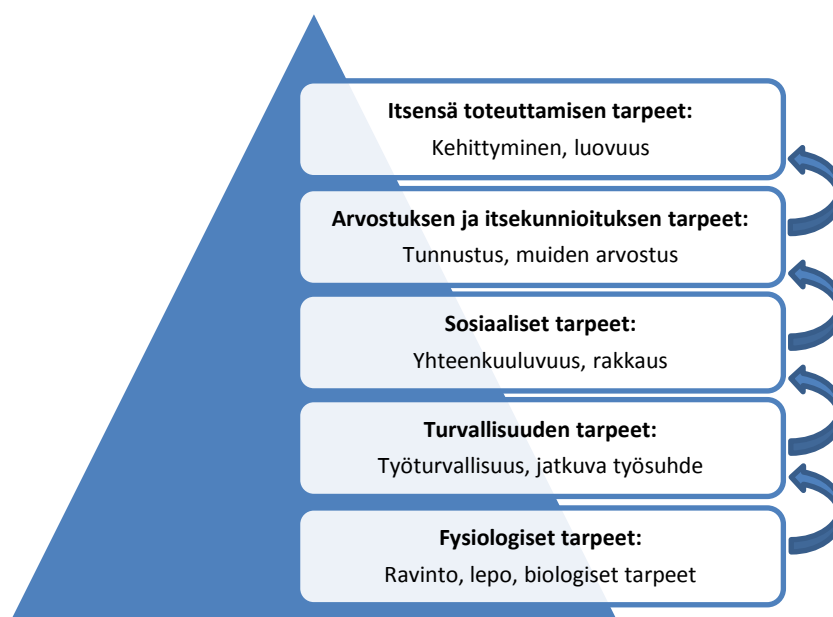 Itsensä toteuttamisen tarpeet:
Kehittyminen, luovuus
Arvostuksen ja itsekunnioituksen tarpeet:
Tunnustus, muiden arvostus
Sosiaaliset tarpeet:
Yhteenkuuluvuus, rakkaus
Turvallisuuden tarpeet:
Työturvallisuus, jatkuva työsuhde
Fysiologiset tarpeet:
Ravinto, lepo, biologiset tarpeet